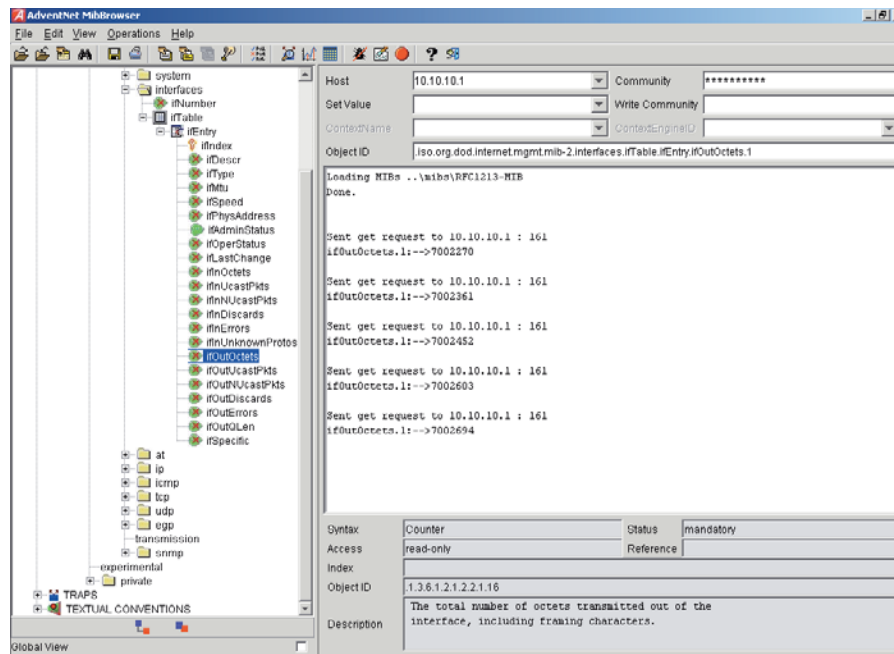 AdventNet MibBrowser
File Edit View Operations Help
system
interfaces
ifNumber
ifTable
ifEntry
ifIndex
ifDescr
ifType
ifMtu
ifSpeed
ifPhysAddress
ifAdminStatus
ifOperStatus
ifLastChange
ifInOctets
ifInUcastPkts
ifInNUcastPkts
ifInDiscards
ifInErrors
ifInUnknownProtos
ifOutOctets
ifOutUcastPkts
ifOutNUcastPkts
ifOutDiscards
ifOutErrors
ifOutQLen
ifSpecific
at
ip
icmp
tcp
udp
egp
transmission
snmp
experimental
private
TRAPS
TEXTUAL CONVENTIONS
Global View
Host 10.10.10.1 Community **********
Set Value Write Community
ContextName ContextEngineID
Object ID .iso.org.dod.internet.mgmt.mib-2.interfaces.ifTable.ifEntry.ifOutOctets.1
Loading MIBs ..\mibs\RFC1213-MIB
Done.
Sent get request to 10.10.10.1 : 161
ifOutOctets.1:-->7002270
Sent get request to 10.10.10.1 : 161
ifOutOctets.1:-->7002361
Sent get request to 10.10.10.1 : 161
ifOutOctets.1:-->7002452
Sent get request to 10.10.10.1 : 161
ifOutOctets.1:-->7002603
Sent get request to 10.10.10.1 : 161
ifOutOctets.1:-->7002694
Syntax Counter Status mandatory
Access read-only Reference
Index
Object ID .1.3.6.1.2.1.2.2.1.16
Description The total number of octets transmitted out of the
interface, including framing characters.